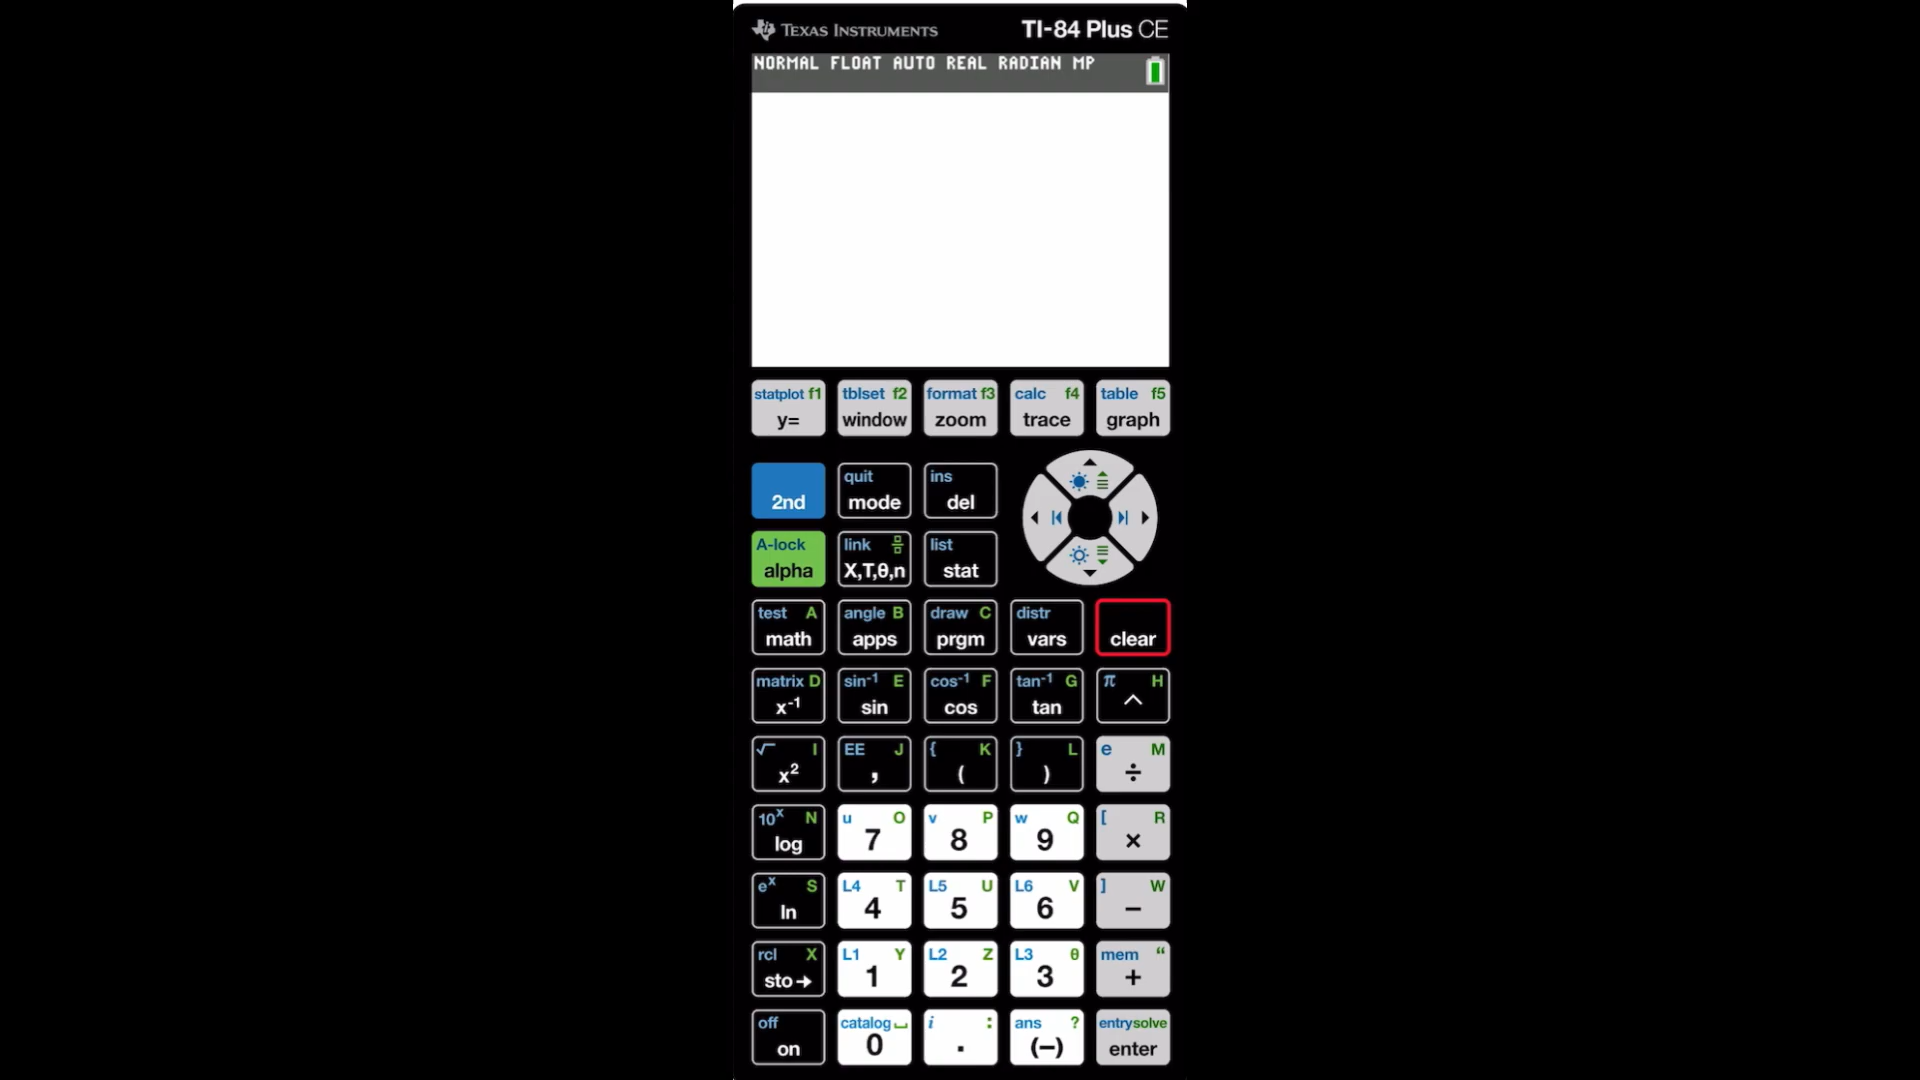 TEXAS INSTRUMENTS TI-84 Plus CE
NORMAL FLOAT AUTO REAL RADIAN MP
statplot f1 tblset f2 format f3 calc f4 table f5
y= window zoom trace graph
quit ins
2nd mode del
A-lock link list
alpha X,T,θ,n stat
test A angle B draw C distr
math apps prgm vars clear
matrix D sin⁻¹ E cos⁻¹ F tan⁻¹ G π H
x⁻¹ sin cos tan ^
√ I EE J { K } L e M
x² , ( ) ÷
10ˣ N u O v P w Q [ R
log 7 8 9 ×
eˣ S L4 T L5 U L6 V ] W
ln 4 5 6 −
rcl X L1 Y L2 Z L3 θ mem “
sto→ 1 2 3 +
off catalog ⎵ i : ans ? entry solve
on 0 . (−) enter